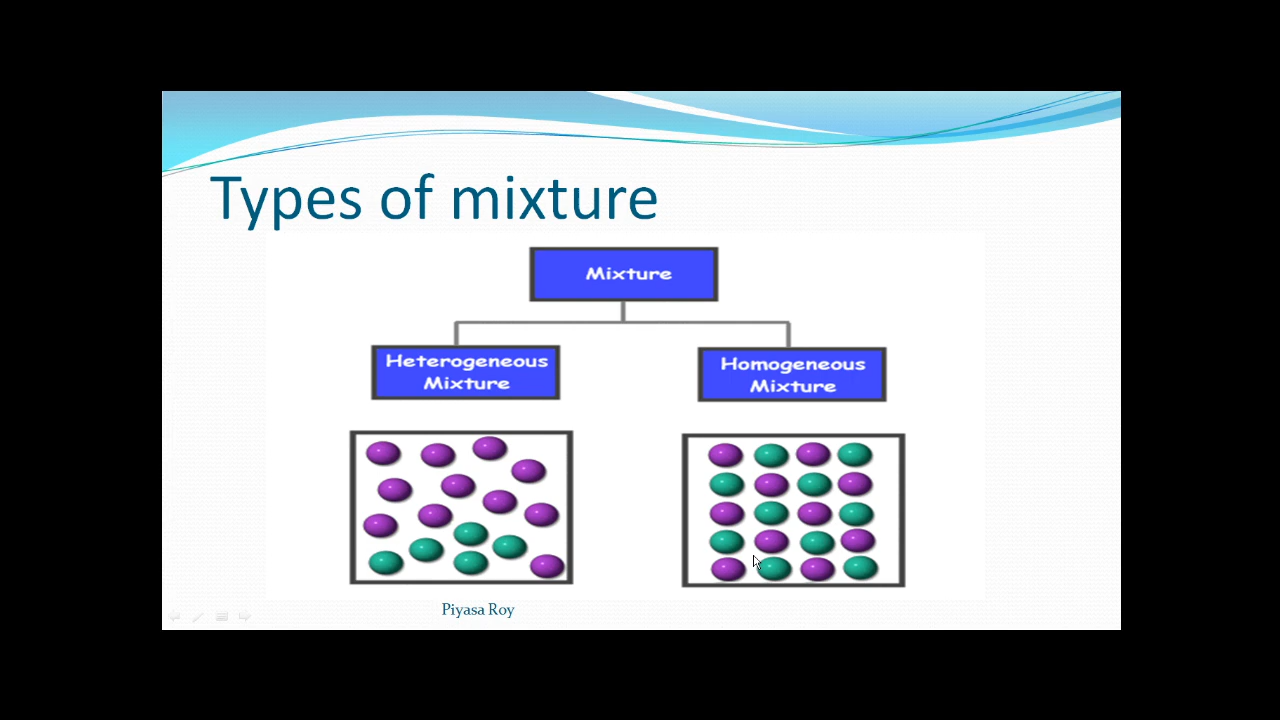 Types of mixture
Mixture
Heterogeneous
Mixture
Homogeneous
Mixture
Piyasa Roy